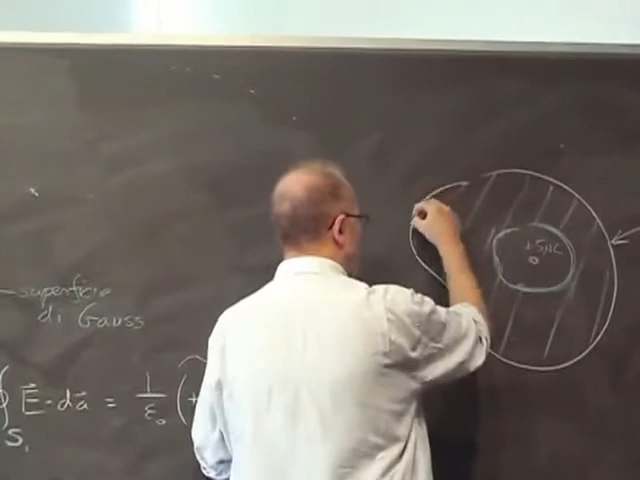 superficie
di Gauss
∮ E⃗ · da⃗ = 1/ε₀ (+
S₁
+5μC